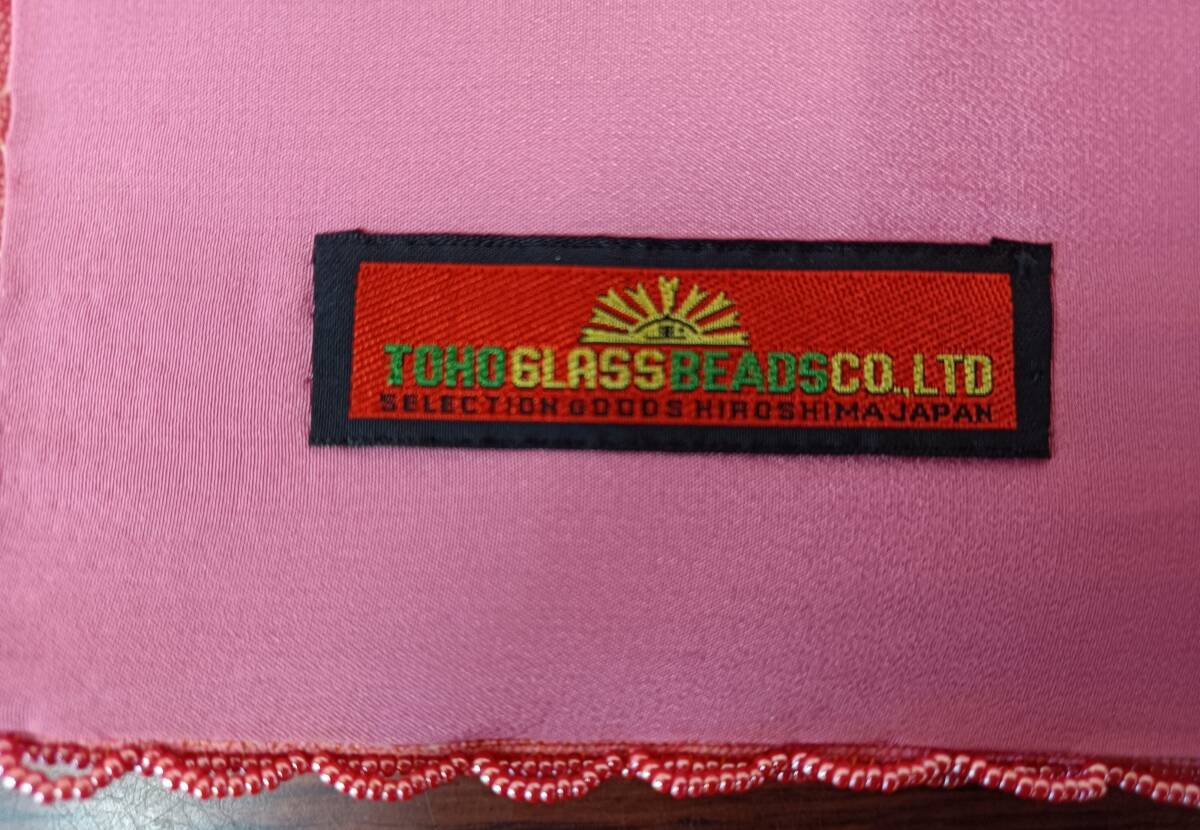 TOHO GLASS BEADS CO., LTD
SELECTION GOODS HIROSHIMA JAPAN